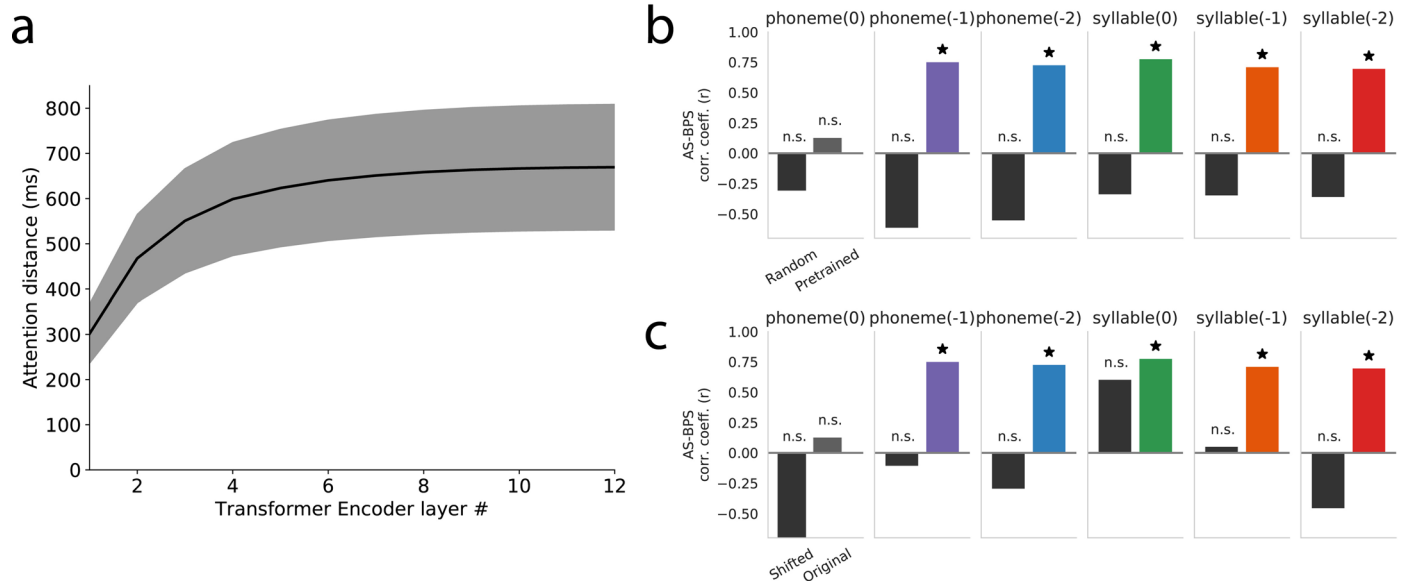 a
800
700
600
500
400
300
200
100
0
Attention distance (ms)
2 4 6 8 10 12
Transformer Encoder layer #
b
phoneme(0) phoneme(-1) phoneme(-2) syllable(0) syllable(-1) syllable(-2)
1.00
0.75
0.50
0.25
0.00
−0.25
−0.50
AS-BPS
corr. coeff. (r)
n.s. n.s. n.s. ★ n.s. ★ n.s. ★ n.s. ★ n.s. ★
Random Pretrained
c
phoneme(0) phoneme(-1) phoneme(-2) syllable(0) syllable(-1) syllable(-2)
1.00
0.75
0.50
0.25
0.00
−0.25
−0.50
AS-BPS
corr. coeff. (r)
n.s. n.s. n.s. ★ n.s. ★ n.s. ★ n.s. ★ n.s. ★
Shifted Original